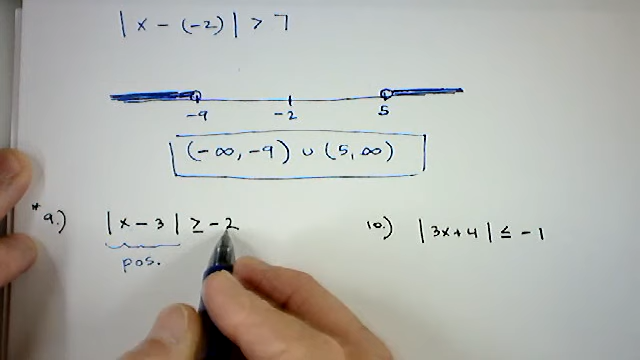 |x - (-2)| > 7
-9 -2 5
(-∞, -9) ∪ (5, ∞)
*9.) |x - 3| ≥ -2
pos.
10.) |3x+4| ≤ -1